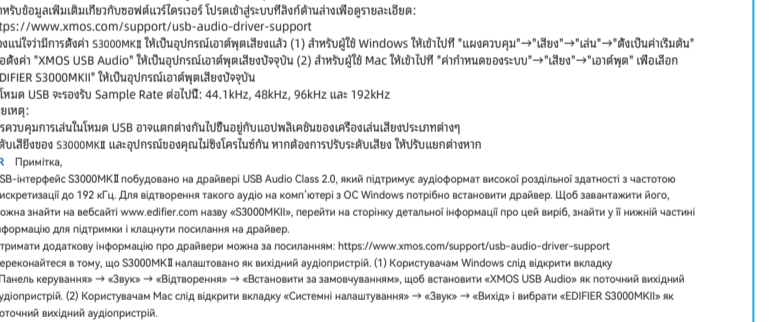 หรับข้อมูลเพิ่มเติมเกี่ยวกับซอฟต์แวร์ไดรเวอร์ โปรดเข้าสู่ระบบที่ลิงก์ด้านล่างเพื่อดูรายละเอียด:
tps://www.xmos.com/support/usb-audio-driver-support
องแน่ใจว่ามีการตั้งค่า S3000MKⅡ ให้เป็นอุปกรณ์เอาต์พุตเสียงแล้ว (1) สำหรับผู้ใช้ Windows ให้เข้าไปที่ "แผงควบคุม"→"เสียง"→"เล่น"→"ตั้งเป็นค่าเริ่มต้น"
อตั้งค่า "XMOS USB Audio" ให้เป็นอุปกรณ์เอาต์พุตเสียงปัจจุบัน (2) สำหรับผู้ใช้ Mac ให้เข้าไปที่ "ค่ากำหนดของระบบ"→"เสียง"→"เอาต์พุต" เพื่อเลือก
DIFIER S3000MKII" ให้เป็นอุปกรณ์เอาต์พุตเสียงปัจจุบัน
โหมด USB จะรองรับ Sample Rate ต่อไปนี้: 44.1kHz, 48kHz, 96kHz และ 192kHz
ยเหตุ:
รควบคุมการเล่นในโหมด USB อาจแตกต่างกันไปขึ้นอยู่กับแอปพลิเคชันของเครื่องเล่นเสียงประเภทต่างๆ
ดับเสียงของ S3000MKⅡ และอุปกรณ์ของคุณไม่ซิงโครไนซ์กัน หากต้องการปรับระดับเสียง ให้ปรับแยกต่างหาก
R Примітка,
SB-інтерфейс S3000MKⅡ побудовано на драйвері USB Audio Class 2.0, який підтримує аудіоформат високої роздільної здатності з частотою
искретизації до 192 кГц. Для відтворення такого аудіо на комп'ютері з ОС Windows потрібно встановити драйвер. Щоб завантажити його,
ожна знайти на вебсайті www.edifier.com назву «S3000MKII», перейти на сторінку детальної інформації про цей виріб, знайти у її нижній частині
формацію для підтримки і клацнути посилання на драйвер.
тримати додаткову інформацію про драйвери можна за посиланням: https://www.xmos.com/support/usb-audio-driver-support
ереконайтеся в тому, що S3000MKⅡ налаштовано як вихідний аудіопристрій. (1) Користувачам Windows слід відкрити вкладку
Панель керування» → «Звук» → «Відтворення» → «Встановити за замовчуванням», щоб встановити «XMOS USB Audio» як поточний вихідний
удіопристрій. (2) Користувачам Mac слід відкрити вкладку «Системні налаштування» → «Звук» → «Вихід» і вибрати «EDIFIER S3000MKII» як
оточний вихідний аудіопристрій.